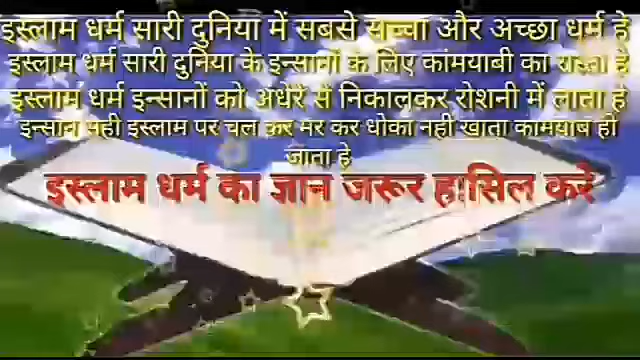 इस्लाम धर्म सारी दुनिया में सबसे सच्चा और अच्छा धर्म हे
इस्लाम धर्म सारी दुनिया के इन्सानों के लिए कांमयाबी का रास्ता हे
इस्लाम धर्म इन्सानों को अंधेरे से निकालकर रोशनी में लाता हे
इन्सान सही इस्लाम पर चल कर मर कर धोका नही खाता कामयाब हो
जाता हे
इस्लाम धर्म का ज्ञान जरूर हासिल करें